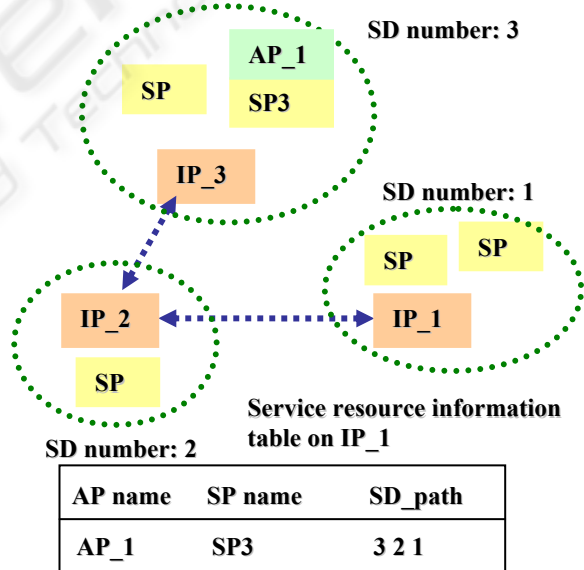 SD number: 3
AP_1
SP
SP3
IP_3
SD number: 1
SP
SP
IP_2
IP_1
SP
Service resource information
table on IP_1
SD number: 2
AP name SP name SD_path
AP_1 SP3 3 2 1